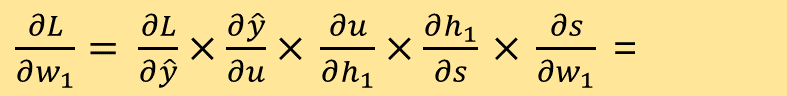 ∂L/∂w₁ = ∂L/∂ŷ × ∂ŷ/∂u × ∂u/∂h₁ × ∂h₁/∂s × ∂s/∂w₁ =